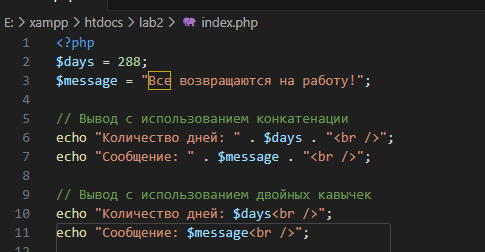 E: > xampp > htdocs > lab2 > index.php
1 <?php
2 $days = 288;
3 $message = "Все возвращаются на работу!";
4
5 // Вывод с использованием конкатенации
6 echo "Количество дней: " . $days . "<br />";
7 echo "Сообщение: " . $message . "<br />";
8
9 // Вывод с использованием двойных кавычек
10 echo "Количество дней: $days<br />";
11 echo "Сообщение: $message<br />";